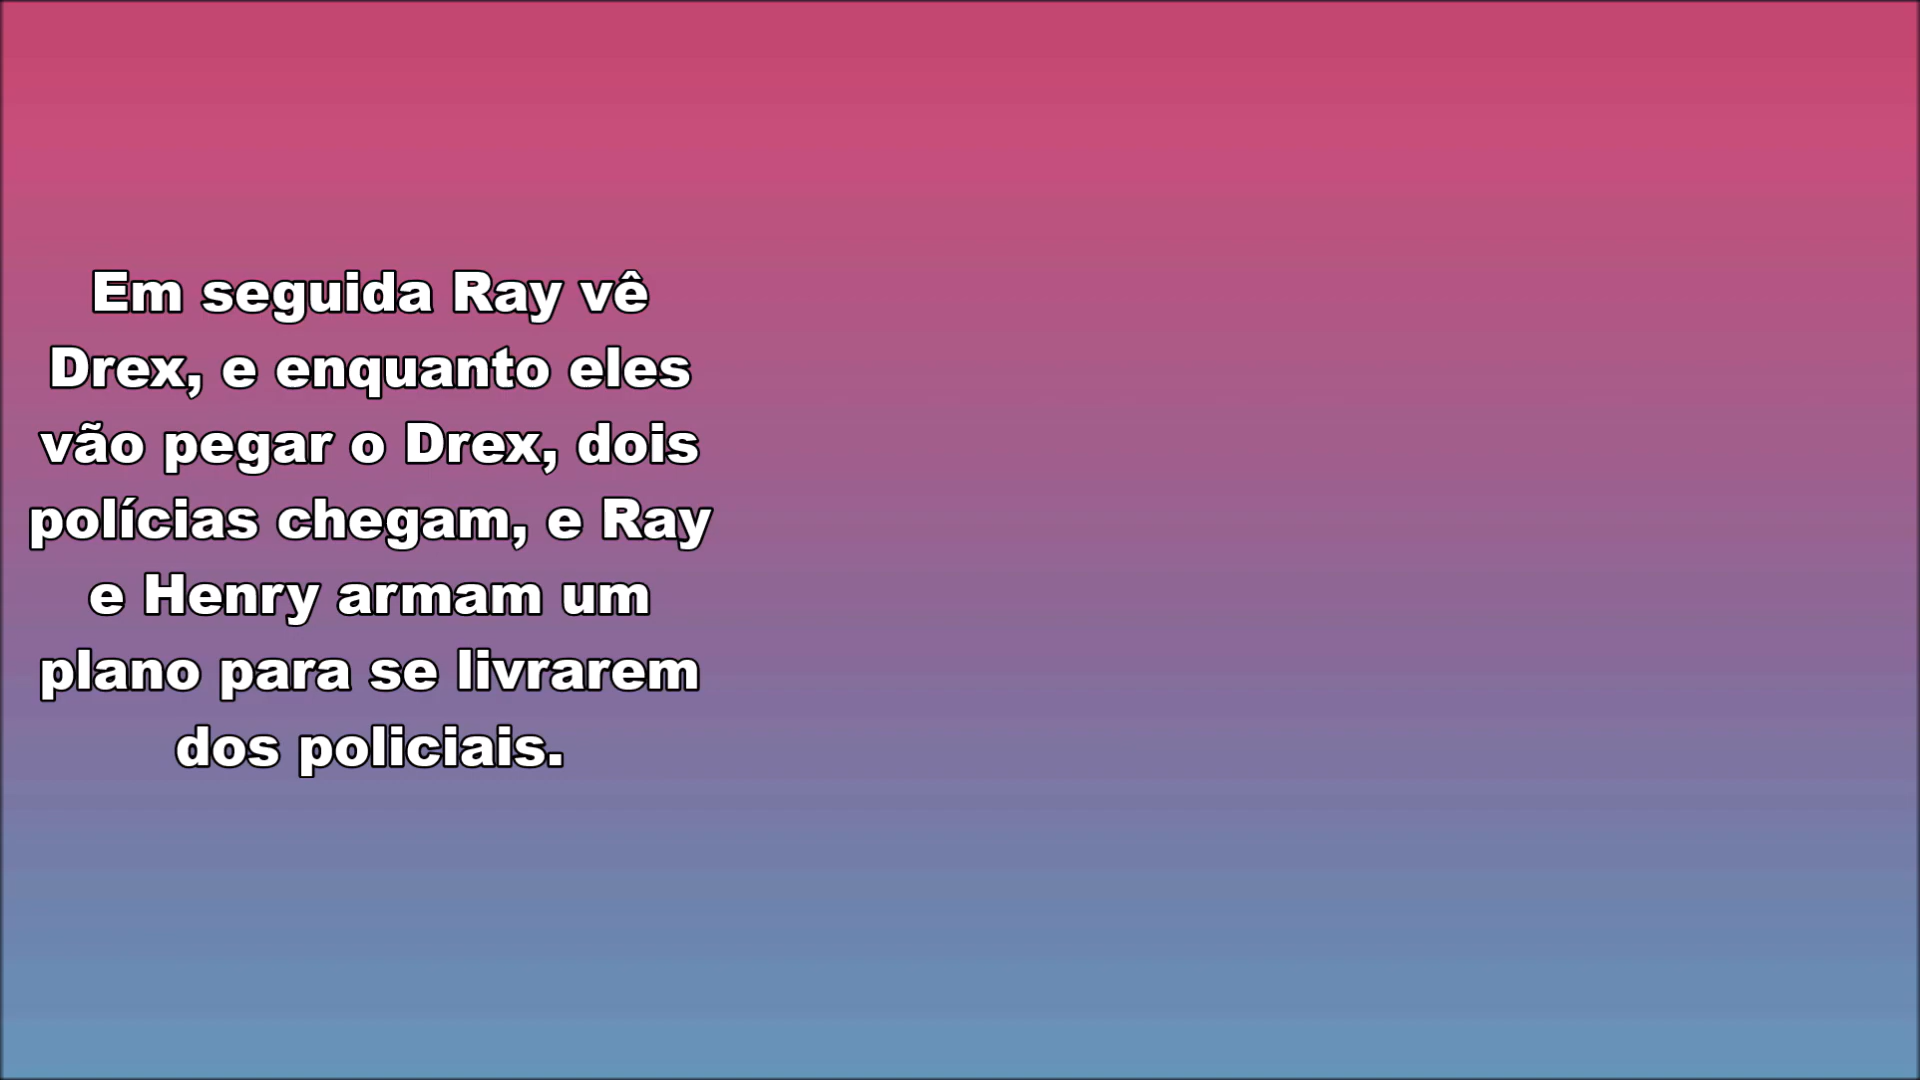 Em seguida Ray vê
Drex, e enquanto eles
vão pegar o Drex, dois
polícias chegam, e Ray
e Henry armam um
plano para se livrarem
dos policiais.